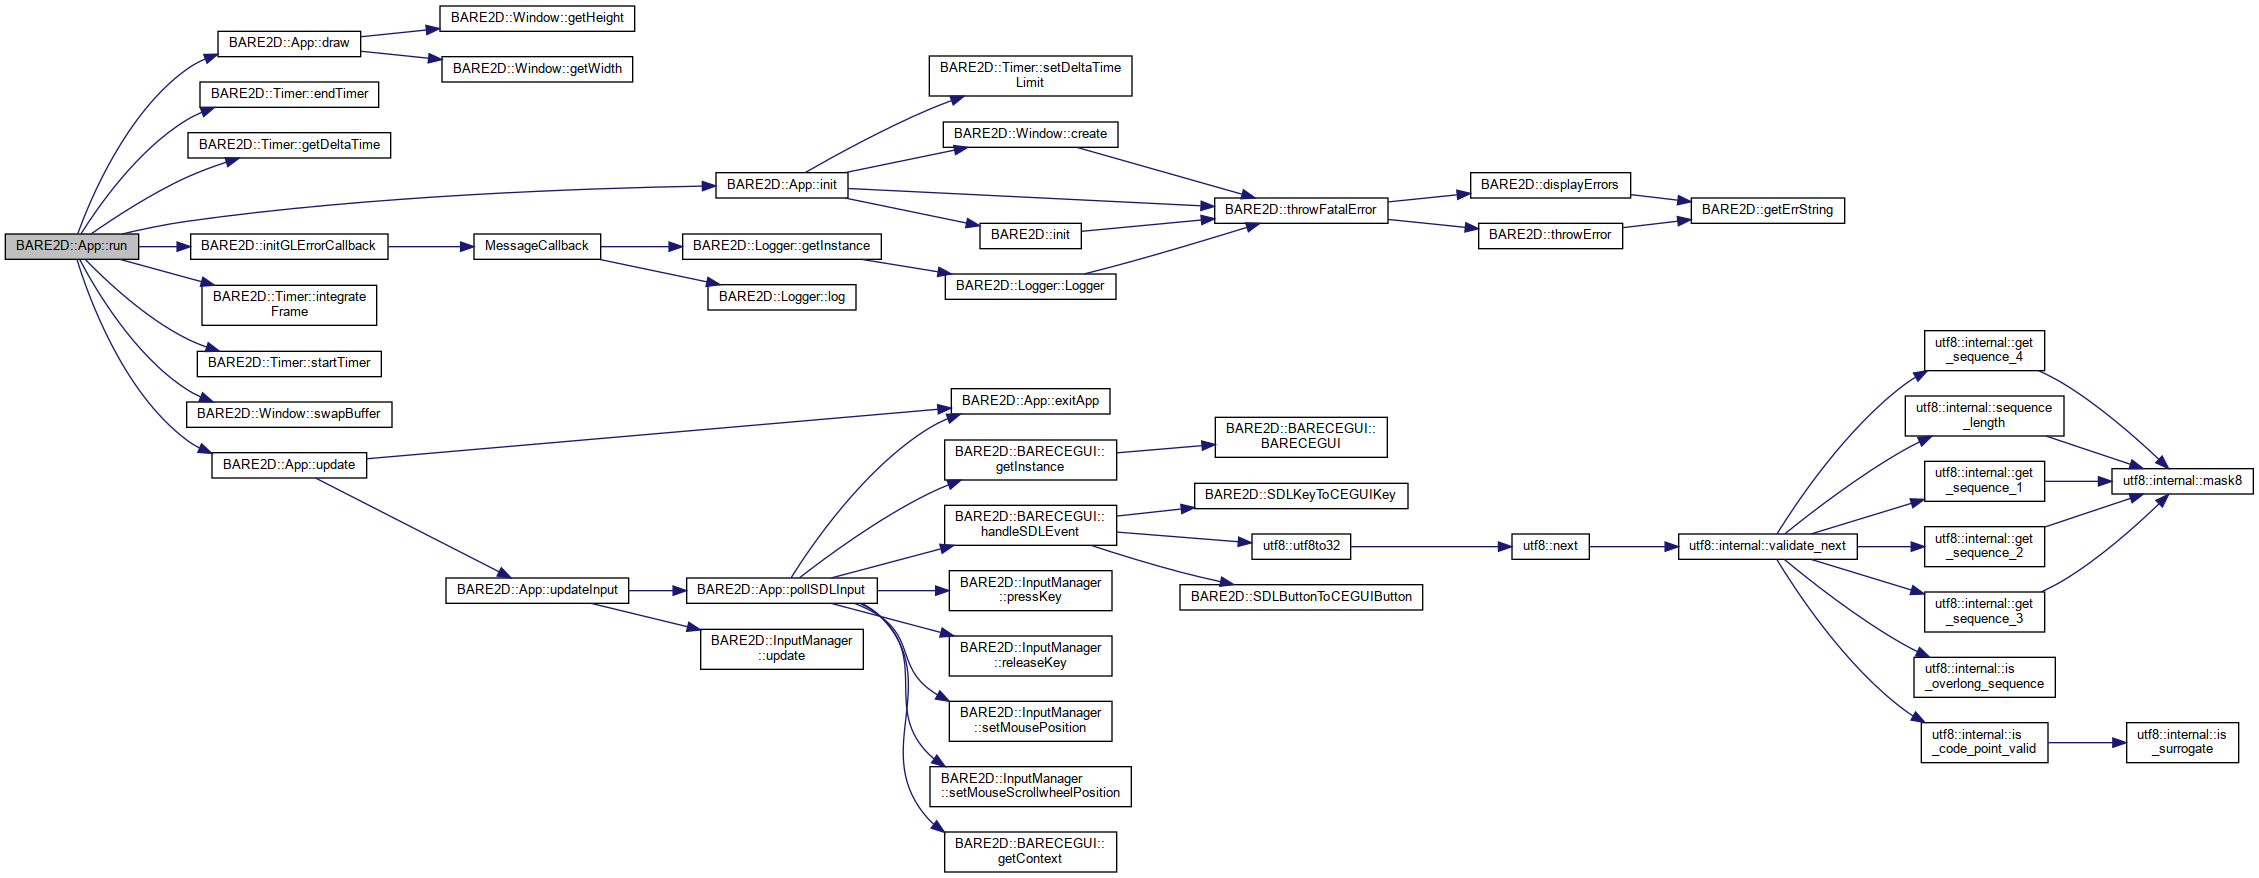 BARE2D::App::run
BARE2D::App::draw
BARE2D::Window::getHeight
BARE2D::Window::getWidth
BARE2D::Timer::endTimer
BARE2D::Timer::getDeltaTime
BARE2D::App::init
BARE2D::Timer::setDeltaTime
Limit
BARE2D::Window::create
BARE2D::throwFatalError
BARE2D::displayErrors
BARE2D::getErrString
BARE2D::throwError
BARE2D::init
BARE2D::initGLErrorCallback
MessageCallback
BARE2D::Logger::getInstance
BARE2D::Logger::Logger
BARE2D::Logger::log
BARE2D::Timer::integrate
Frame
BARE2D::Timer::startTimer
BARE2D::Window::swapBuffer
BARE2D::App::update
BARE2D::App::exitApp
BARE2D::App::updateInput
BARE2D::App::pollSDLInput
BARE2D::InputManager
::update
BARE2D::BARECEGUI::
getInstance
BARE2D::BARECEGUI::
BARECEGUI
BARE2D::BARECEGUI::
handleSDLEvent
BARE2D::SDLKeyToCEGUIKey
utf8::utf8to32
BARE2D::SDLButtonToCEGUIButton
BARE2D::InputManager
::pressKey
BARE2D::InputManager
::releaseKey
BARE2D::InputManager
::setMousePosition
BARE2D::InputManager
::setMouseScrollwheelPosition
BARE2D::BARECEGUI::
getContext
utf8::next
utf8::internal::validate_next
utf8::internal::get
_sequence_4
utf8::internal::sequence
_length
utf8::internal::get
_sequence_1
utf8::internal::get
_sequence_2
utf8::internal::get
_sequence_3
utf8::internal::is
_overlong_sequence
utf8::internal::is
_code_point_valid
utf8::internal::mask8
utf8::internal::is
_surrogate